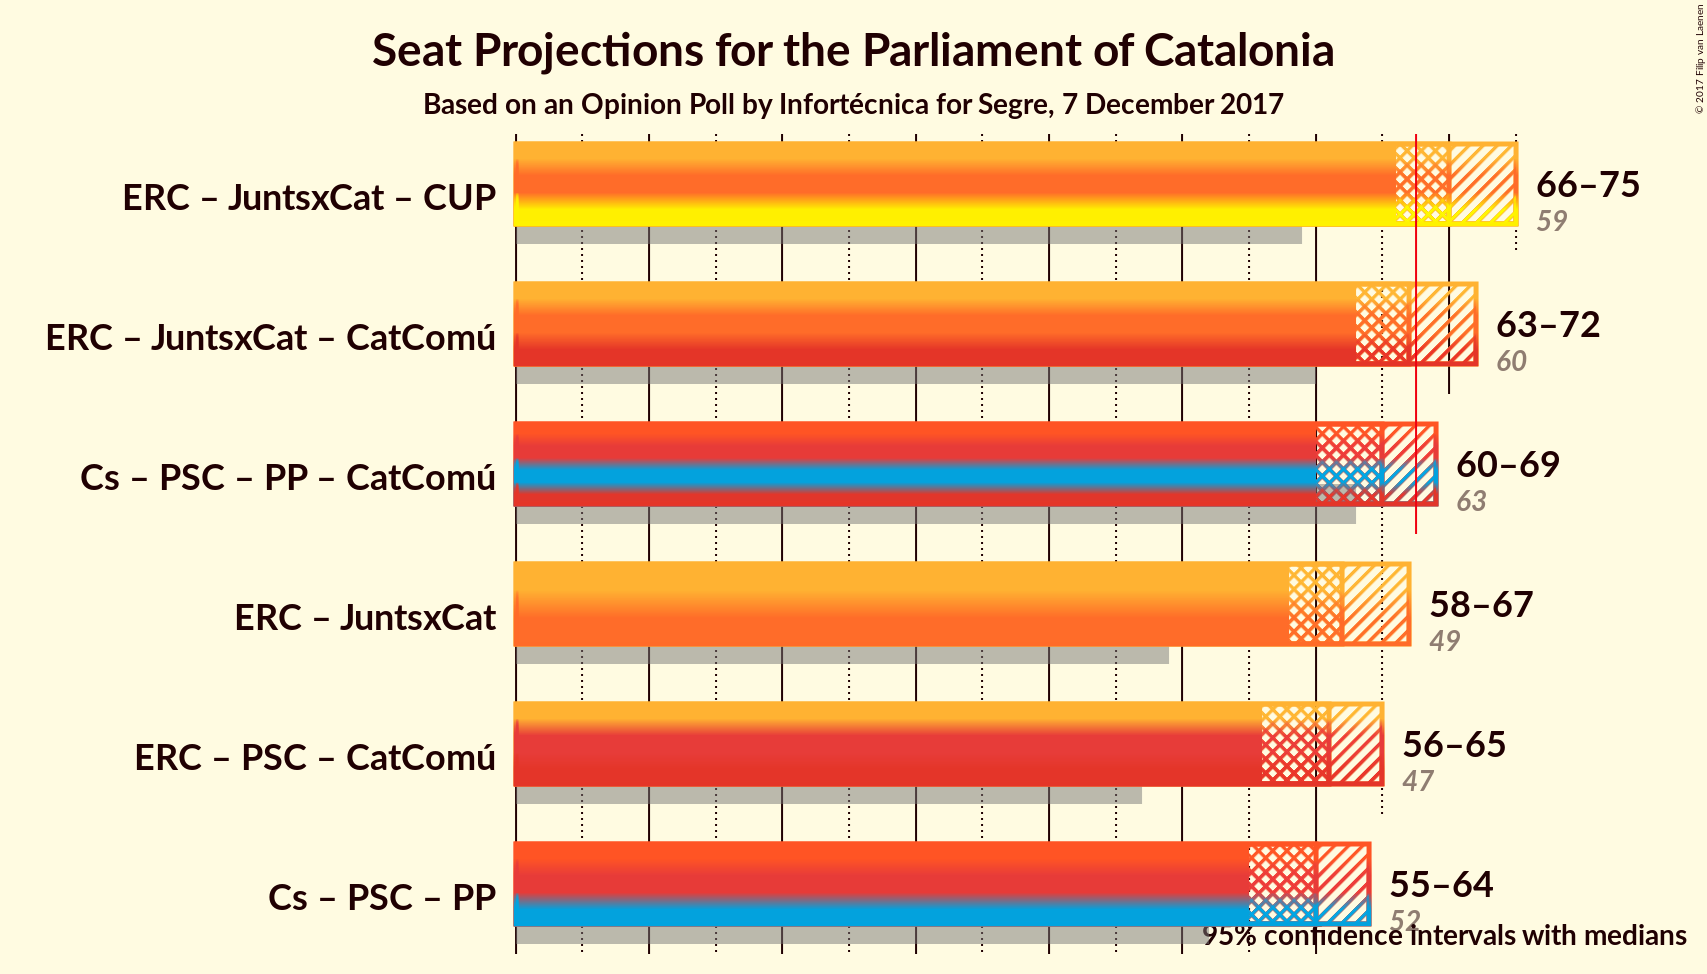 Seat Projections for the Parliament of Catalonia
Based on an Opinion Poll by Infortécnica for Segre, 7 December 2017
© 2017 Filip van Laenen
ERC – JuntsxCat – CUP
66–75
59
ERC – JuntsxCat – CatComú
63–72
60
Cs – PSC – PP – CatComú
60–69
63
ERC – JuntsxCat
58–67
49
ERC – PSC – CatComú
56–65
47
Cs – PSC – PP
55–64
52
95% confidence intervals with medians